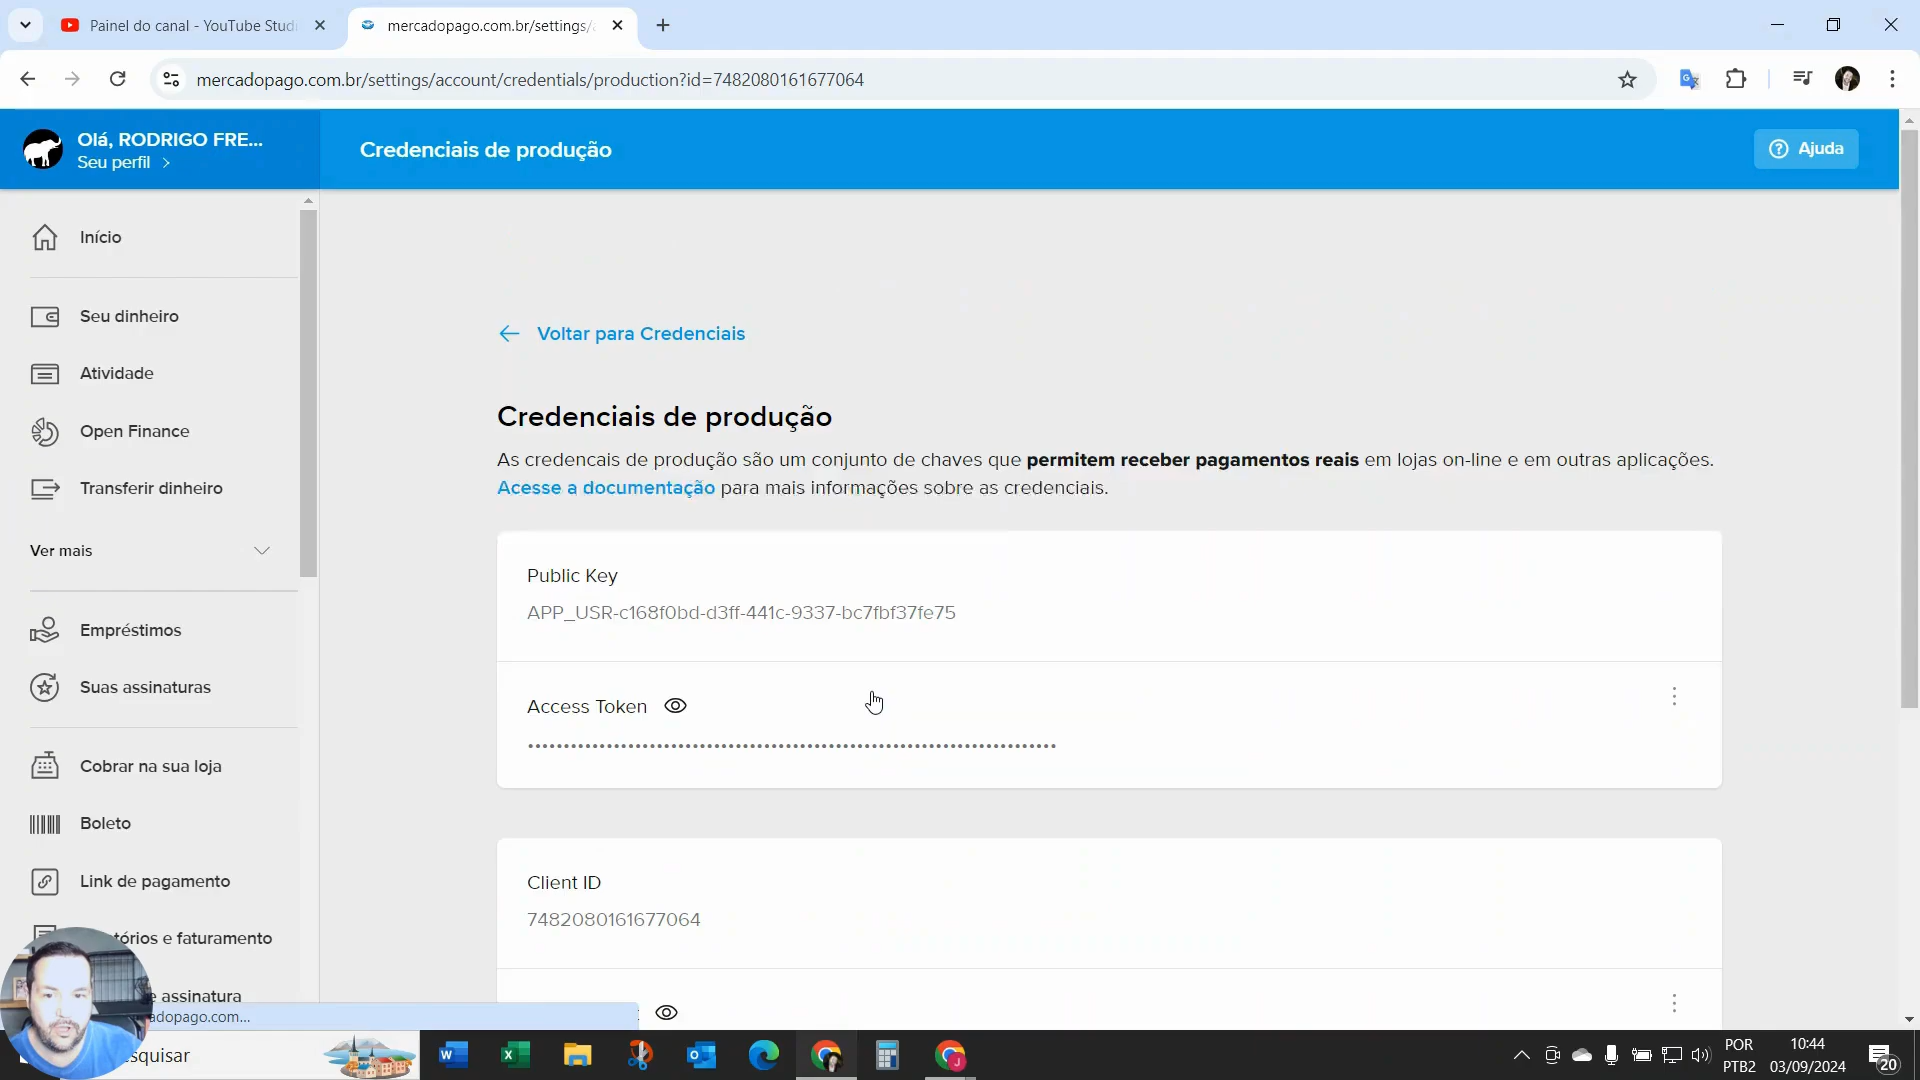 Painel do canal - YouTube Studi
mercadopago.com.br/settings/
mercadopago.com.br/settings/account/credentials/production?id=7482080161677064
Olá, RODRIGO FRE...
Seu perfil
Credenciais de produção
Ajuda
Início
Seu dinheiro
Atividade
Open Finance
Transferir dinheiro
Ver mais
Empréstimos
Suas assinaturas
Cobrar na sua loja
Boleto
Link de pagamento
tórios e faturamento
e assinatura
adopago.com...
Voltar para Credenciais
Credenciais de produção
As credencais de produção são um conjunto de chaves que permitem receber pagamentos reais em lojas on-line e em outras aplicações.
Acesse a documentação para mais informações sobre as credenciais.
Public Key
APP_USR-c168f0bd-d3ff-441c-9337-bc7fbf37fe75
Access Token
••••••••••••••••••••••••••••••••••••••••••••••••••••••••••••••••••••••••••
Client ID
7482080161677064
squisar
POR
PTB2
10:44
03/09/2024
20